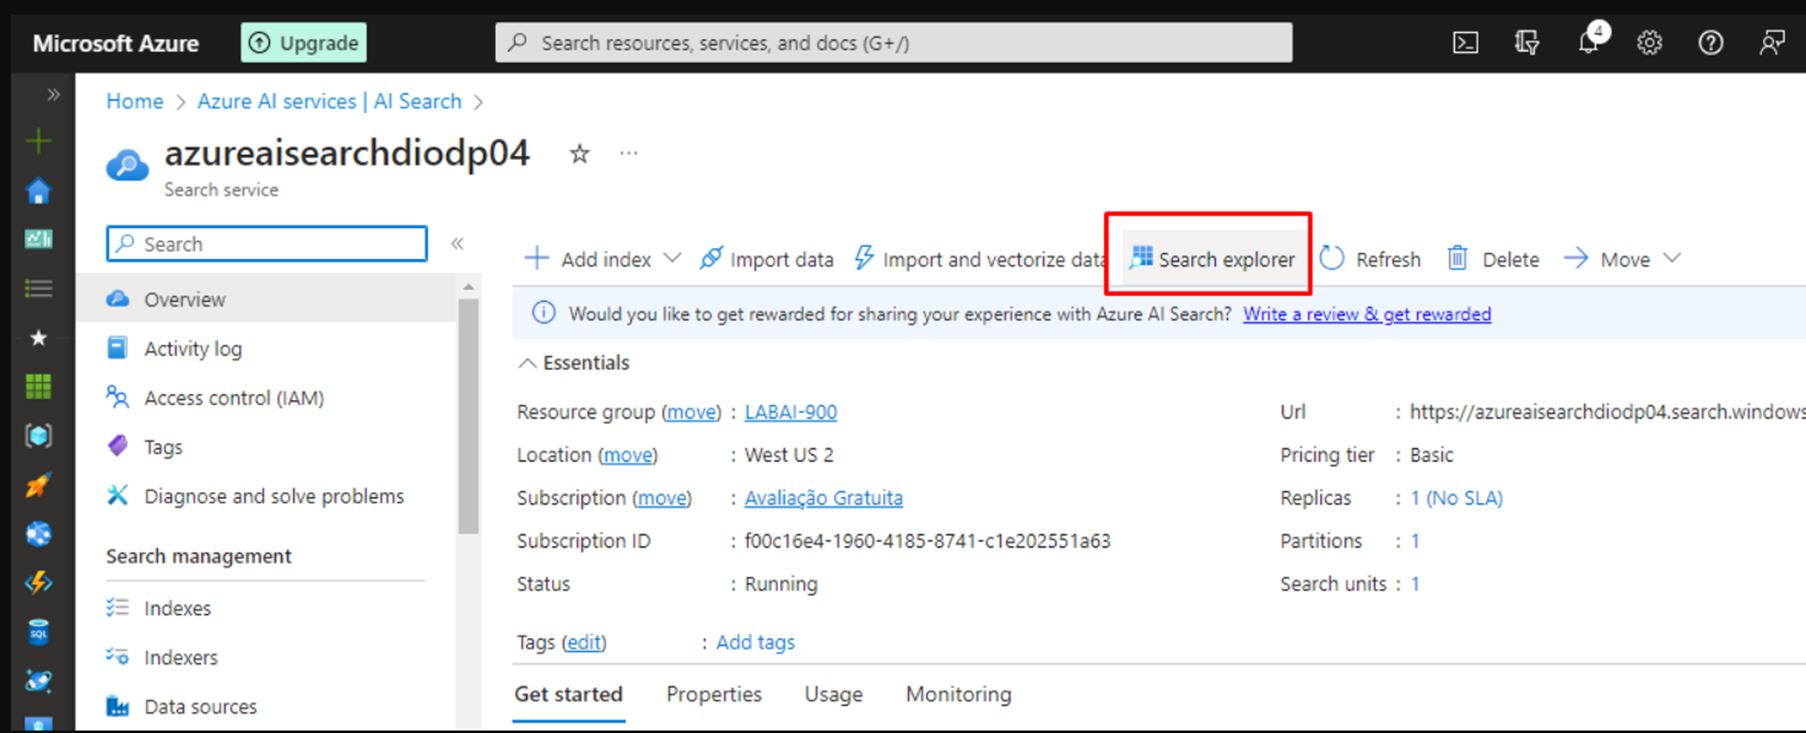 Microsoft Azure
Upgrade
Search resources, services, and docs (G+/)
4
Home > Azure AI services | AI Search >
azureaisearchdiodp04
Search service
Search
Overview
Activity log
Access control (IAM)
Tags
Diagnose and solve problems
Search management
Indexes
Indexers
Data sources
Add index
Import data
Import and vectorize data
Search explorer
Refresh
Delete
Move
Would you like to get rewarded for sharing your experience with Azure AI Search? Write a review & get rewarded
Essentials
Resource group (move) : LABAI-900
Location (move) : West US 2
Subscription (move) : Avaliação Gratuita
Subscription ID : f00c16e4-1960-4185-8741-c1e202551a63
Status : Running
Url : https://azureaisearchdiodp04.search.windows
Pricing tier : Basic
Replicas : 1 (No SLA)
Partitions : 1
Search units : 1
Tags (edit) : Add tags
Get started
Properties
Usage
Monitoring